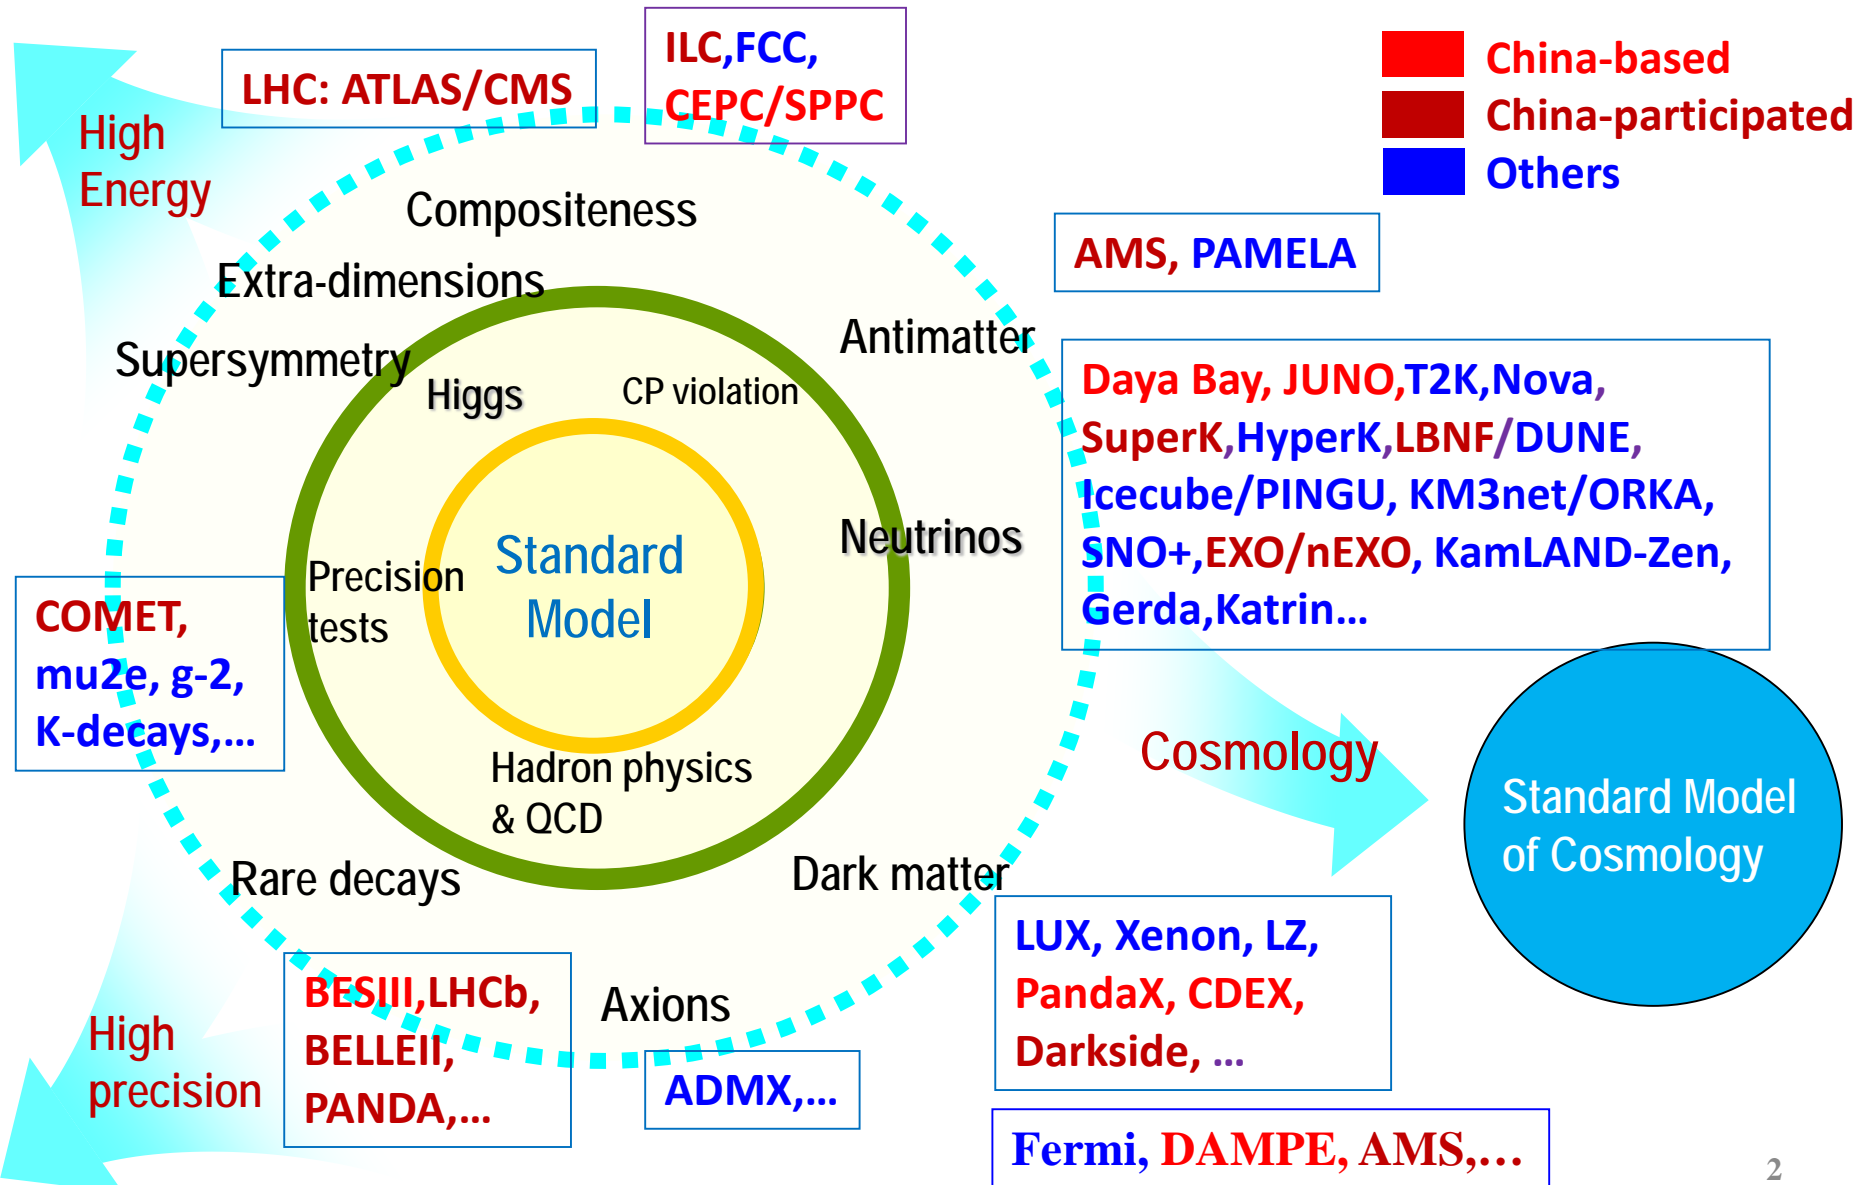 LHC: ATLAS/CMS
ILC,FCC,
CEPC/SPPC
China-based
China-participated
Others
High
Energy
Compositeness
Extra-dimensions
Supersymmetry
Antimatter
AMS, PAMELA
Higgs
CP violation
Daya Bay, JUNO,T2K,Nova,
SuperK,HyperK,LBNF/DUNE,
Icecube/PINGU, KM3net/ORKA,
SNO+,EXO/nEXO, KamLAND-Zen,
Gerda,Katrin...
Neutrinos
Standard
Model
Precision
tests
COMET,
mu2e, g-2,
K-decays,...
Hadron physics
& QCD
Cosmology
Standard Model
of Cosmology
Rare decays
Dark matter
LUX, Xenon, LZ,
PandaX, CDEX,
Darkside, ...
Axions
BESIII,LHCb,
BELLEII,
PANDA,...
High
precision
ADMX,...
Fermi, DAMPE, AMS,...
2